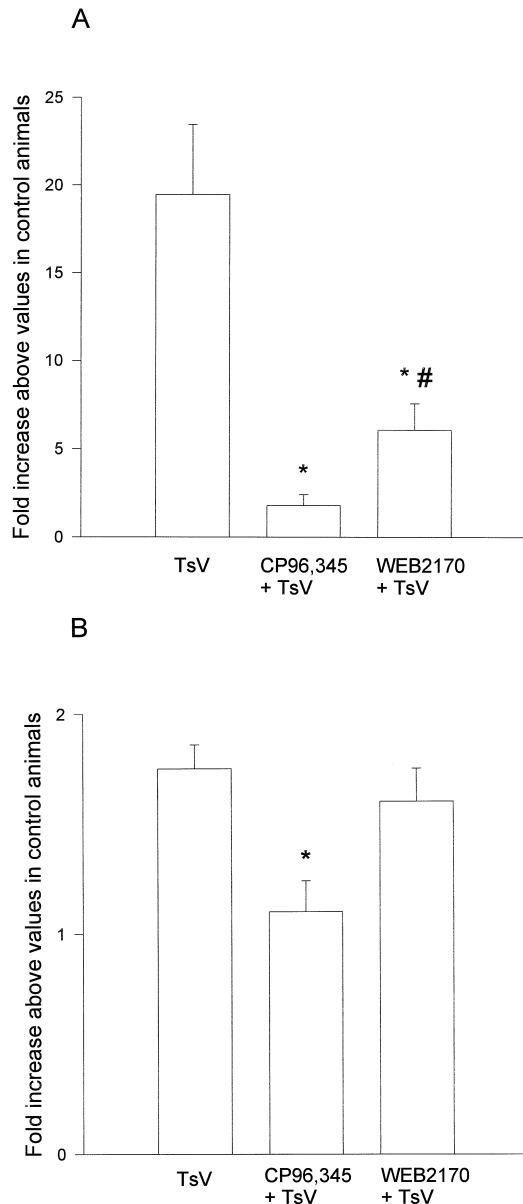 A
Fold increase above values in control animals
25
20
15
10
5
0
* #
*
TsV
CP96,345
+ TsV
WEB2170
+ TsV
B
Fold increase above values in control animals
2
1
0
*
TsV
CP96,345
+ TsV
WEB2170
+ TsV